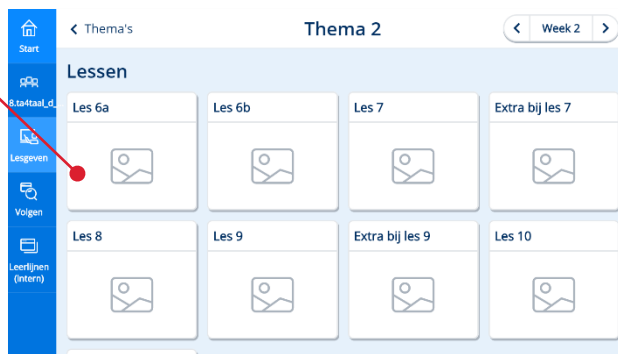 Start
8.ta4taal_d_
Lesgeven
Volgen
Leerlijnen
(intern)
Thema's
Thema 2
Week 2
Lessen
Les 6a
Les 6b
Les 7
Extra bij les 7
Les 8
Les 9
Extra bij les 9
Les 10